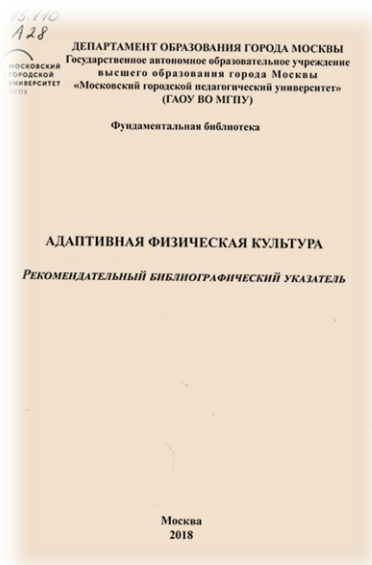 75.110
А28
ДЕПАРТАМЕНТ ОБРАЗОВАНИЯ ГОРОДА МОСКВЫ
Государственное автономное образовательное учреждение
высшего образования города Москвы
«Московский городской педагогический университет»
(ГАОУ ВО МГПУ)
МОСКОВСКИЙ
ГОРОДСКОЙ
УНИВЕРСИТЕТ
МГПУ
Фундаментальная библиотека
АДАПТИВНАЯ ФИЗИЧЕСКАЯ КУЛЬТУРА
РЕКОМЕНДАТЕЛЬНЫЙ БИБЛИОГРАФИЧЕСКИЙ УКАЗАТЕЛЬ
Москва
2018